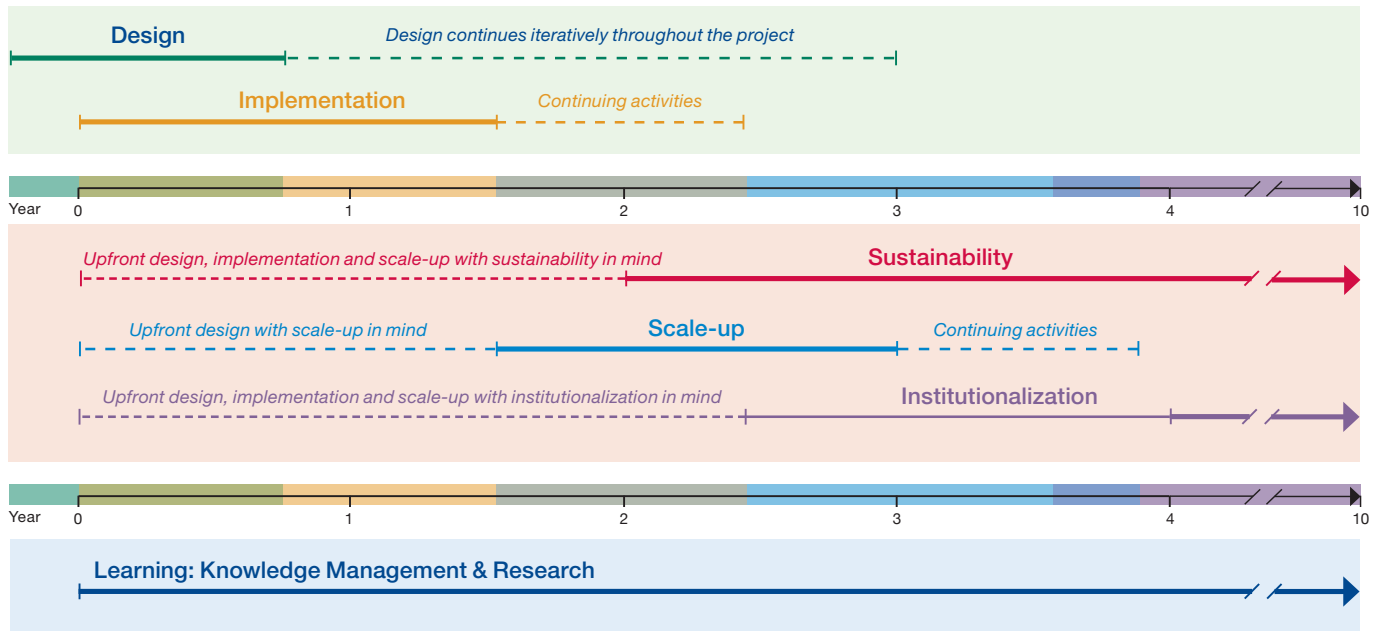 Design
Design continues iteratively throughout the project
Implementation
Continuing activities
Year 0 1 2 3 4 10
Upfront design, implementation and scale-up with sustainability in mind
Sustainability
Upfront design with scale-up in mind
Scale-up
Continuing activities
Upfront design, implementation and scale-up with institutionalization in mind
Institutionalization
Year 0 1 2 3 4 10
Learning: Knowledge Management & Research